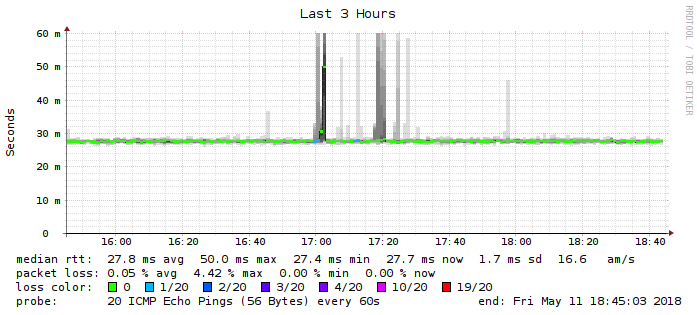 Last 3 Hours
RRDTOOL / TOBI OETIKER
Seconds
60 m
50 m
40 m
30 m
20 m
10 m
0
16:00 16:20 16:40 17:00 17:20 17:40 18:00 18:20 18:40
median rtt: 27.8 ms avg 50.0 ms max 27.4 ms min 27.7 ms now 1.7 ms sd 16.6 am/s
packet loss: 0.05 % avg 4.42 % max 0.00 % min 0.00 % now
loss color: 0 1/20 2/20 3/20 4/20 10/20 19/20
probe: 20 ICMP Echo Pings (56 Bytes) every 60s end: Fri May 11 18:45:03 2018